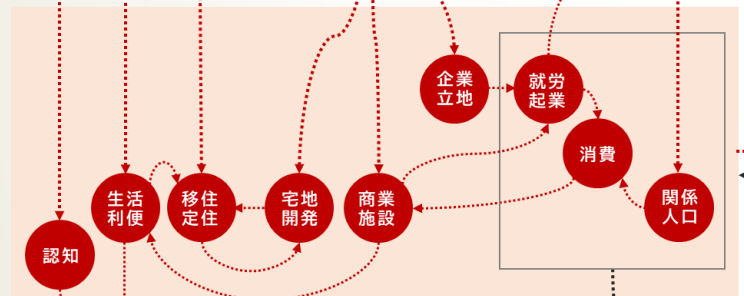 企業
立地
就労
起業
消費
生活
利便
移住
定住
宅地
開発
商業
施設
関係
人口
認知